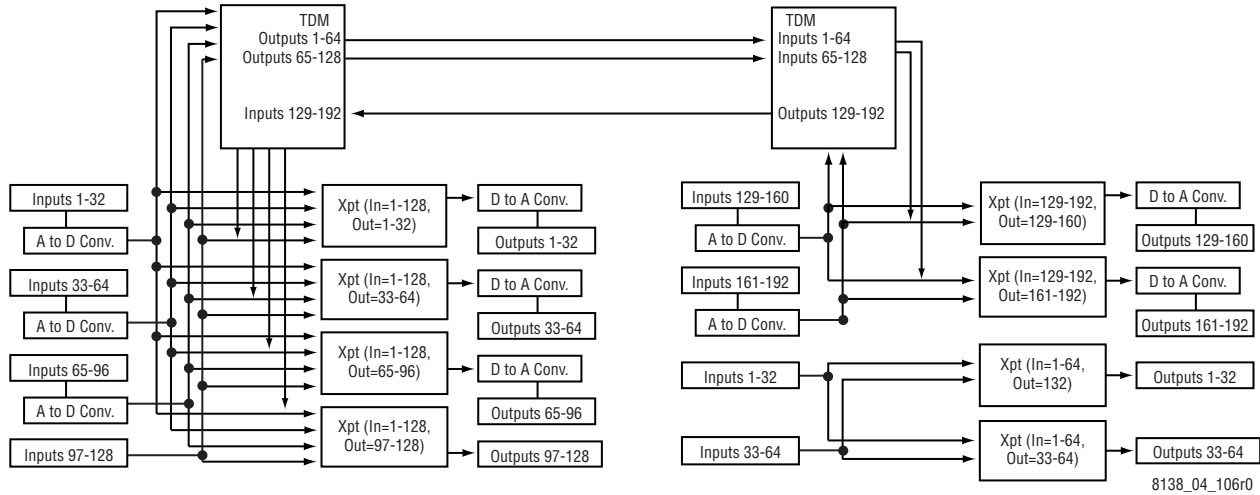 TDM
Outputs 1-64
Outputs 65-128
Inputs 129-192
Inputs 1-32
A to D Conv.
Inputs 33-64
A to D Conv.
Inputs 65-96
A to D Conv.
Inputs 97-128
Xpt (In=1-128,
Out=1-32)
Xpt (In=1-128,
Out=33-64)
Xpt (In=1-128,
Out=65-96)
Xpt (In=1-128,
Out=97-128)
D to A Conv.
Outputs 1-32
D to A Conv.
Outputs 33-64
D to A Conv.
Outputs 65-96
Outputs 97-128
TDM
Inputs 1-64
Inputs 65-128
Outputs 129-192
Inputs 129-160
A to D Conv.
Inputs 161-192
A to D Conv.
Inputs 1-32
Inputs 33-64
Xpt (In=129-192,
Out=129-160)
Xpt (In=129-192,
Out=161-192)
Xpt (In=1-64,
Out=132)
Xpt (In=1-64,
Out=33-64)
D to A Conv.
Outputs 129-160
D to A Conv.
Outputs 161-192
Outputs 1-32
Outputs 33-64
8138_04_106r0